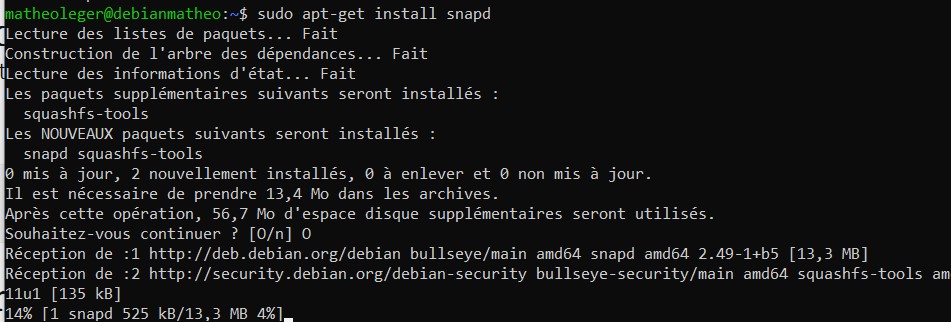 matheoleger@debianmatheo:~$ sudo apt-get install snapd
Lecture des listes de paquets... Fait
Construction de l'arbre des dépendances... Fait
Lecture des informations d'état... Fait
Les paquets supplémentaires suivants seront installés :
  squashfs-tools
Les NOUVEAUX paquets suivants seront installés :
  snapd squashfs-tools
0 mis à jour, 2 nouvellement installés, 0 à enlever et 0 non mis à jour.
Il est nécessaire de prendre 13,4 Mo dans les archives.
Après cette opération, 56,7 Mo d'espace disque supplémentaires seront utilisés.
Souhaitez-vous continuer ? [O/n] O
Réception de :1 http://deb.debian.org/debian bullseye/main amd64 snapd amd64 2.49-1+b5 [13,3 MB]
Réception de :2 http://security.debian.org/debian-security bullseye-security/main amd64 squashfs-tools am
11u1 [135 kB]
14% [1 snapd 525 kB/13,3 MB 4%]